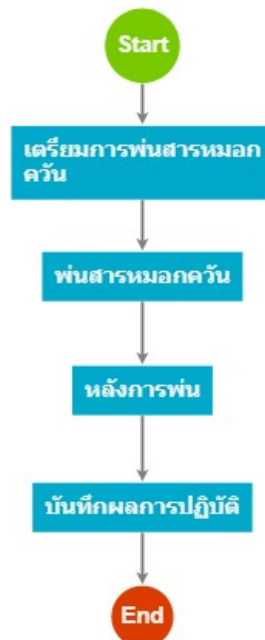 Start
เตรียมการพ่นสารหมอก
ควัน
พ่นสารหมอกควัน
หลังการพ่น
บันทึกผลการปฏิบัติ
End